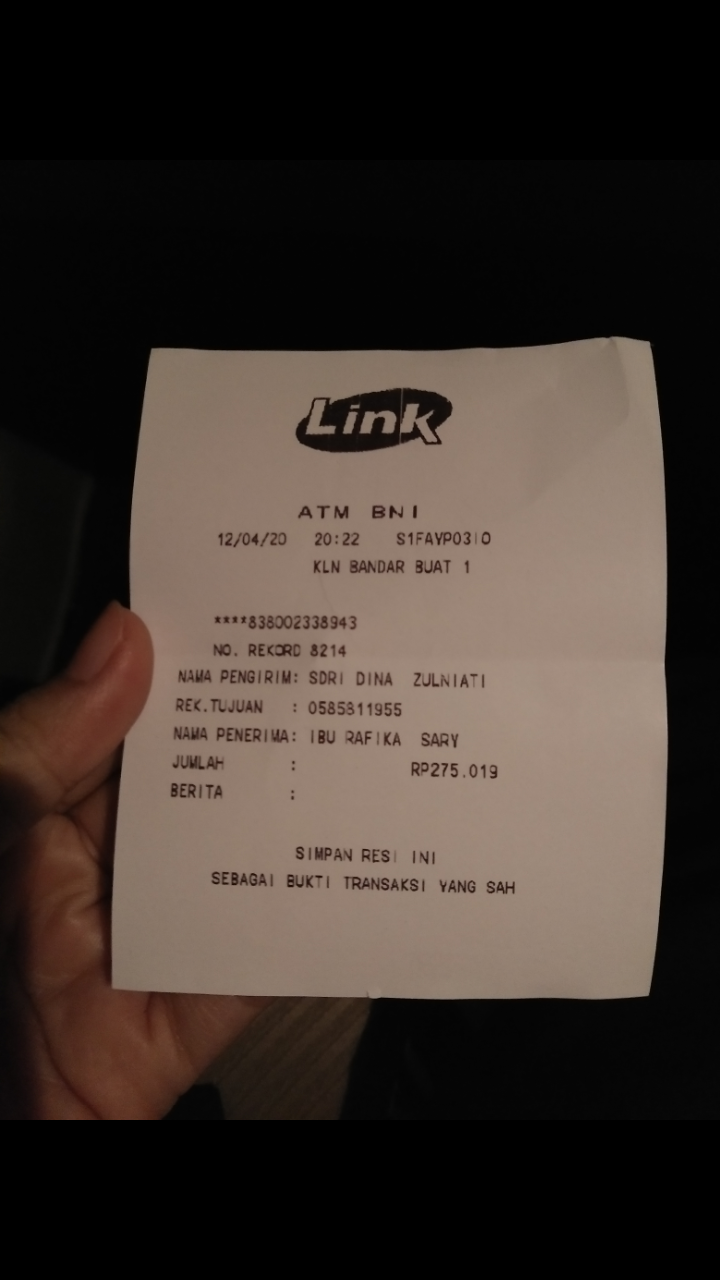 Link
ATM BNI
12/04/20 20:22 S1FAYP03I0
KLN BANDAR BUAT 1
****838002338943
NO. REKORD 8214
NAMA PENGIRIM: SDRI DINA ZULNIATI
REK.TUJUAN : 0585811955
NAMA PENERIMA: IBU RAFIKA SARY
JUMLAH : RP275.019
BERITA :
SIMPAN RESI INI
SEBAGAI BUKTI TRANSAKSI YANG SAH